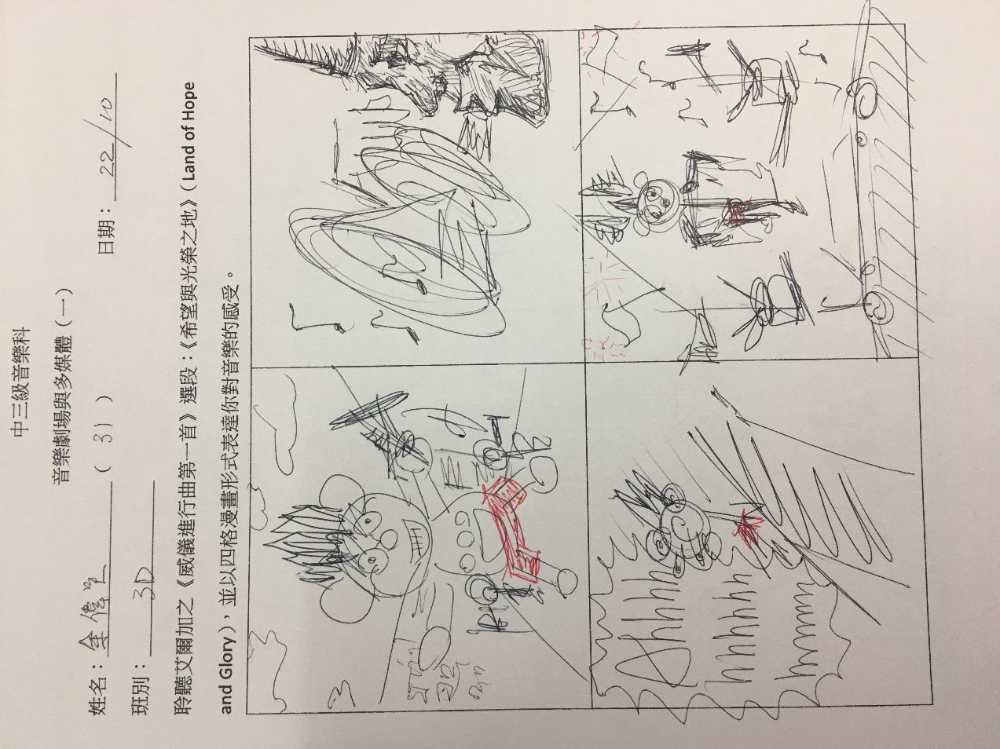 中三級音樂科
音樂劇場與多媒體（一）
姓名： ( 31 ) 日期：22/10
班別：3D
聆聽艾爾加之《威儀進行曲第一首》選段：《希望與光榮之地》（Land of Hope
and Glory），並以四格漫畫形式表達你對音樂的感受。